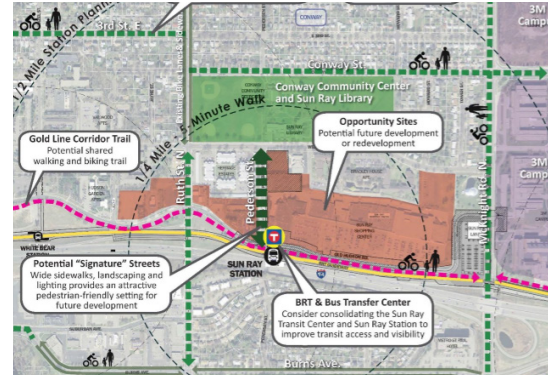 1/2 Mile Station Plann
3rd St. E
CONWAY
3M
Campus
Conway St.
Conway Community Center
and Sun Ray Library
1/4 Mile - 5-Minute Walk
Gold Line Corridor Trail
Potential shared
walking and biking trail
Opportunity Sites
Potential future development
or redevelopment
Ruth St. N
Pederson St.
McKnight Rd. N
3M
Camp
WHITE BEAR
STATION
Potential "Signature" Streets
Wide sidewalks, landscaping and
lighting provides an attractive
pedestrian-friendly setting for
future development
T
SUN RAY
STATION
BRT & Bus Transfer Center
Consider consolidating the Sun Ray
Transit Center and Sun Ray Station to
improve transit access and visibility
Burns Ave.